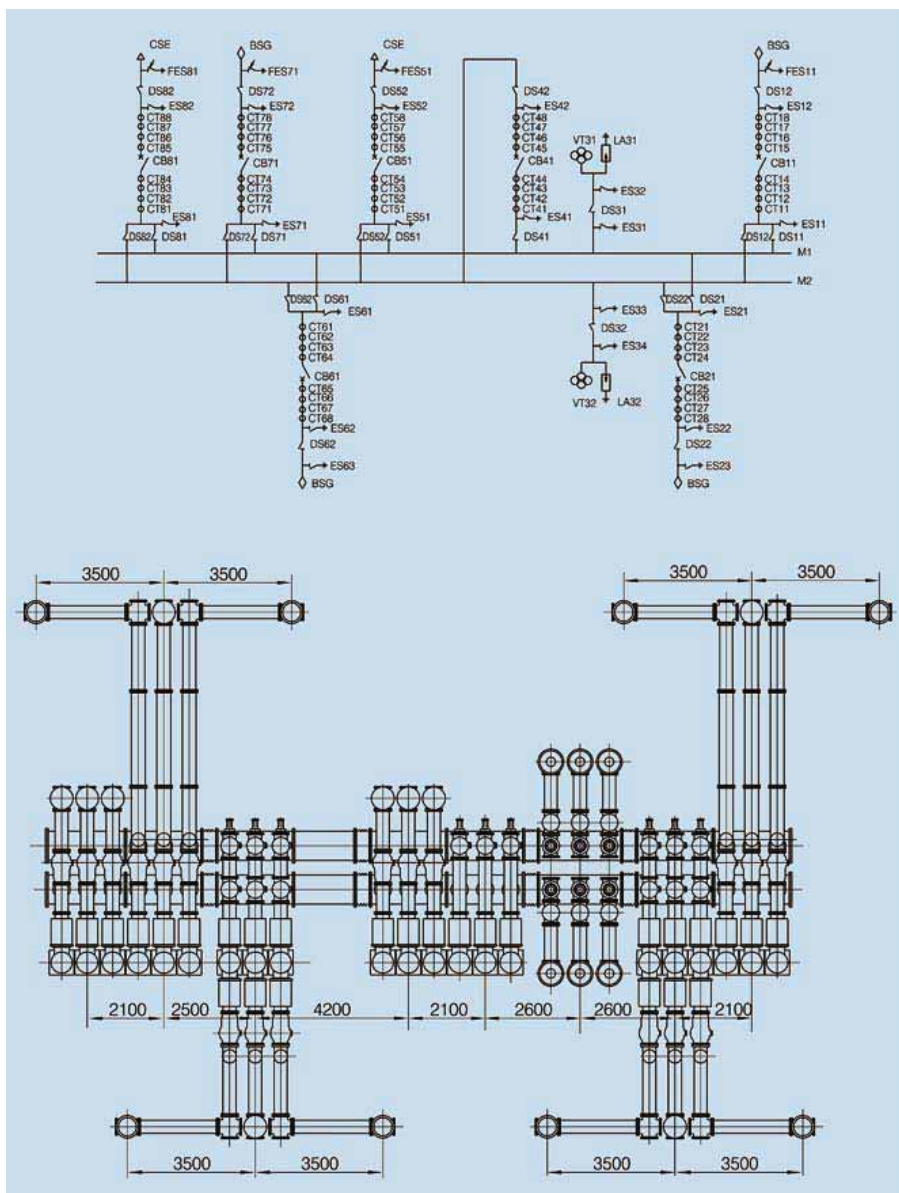 CSE BSG CSE BSG
FES81 FES71 FES51 FES11
DS82 DS72 DS52 DS42 DS12
ES82 ES72 ES52 ES42 ES12
CT88 CT78 CT58 CT48 CT18
CT87 CT77 CT57 CT47 CT17
CT86 CT76 CT56 CT46 CT16
CT85 CT75 CT55 CT45 VT31 LA31 CT15
CB81 CB71 CB51 CB41 CB11
CT84 CT74 CT54 CT44 CT14
CT83 CT73 CT53 CT43 ES32 CT13
CT82 CT72 CT52 CT42 CT12
CT81 CT71 CT51 CT41 DS31 CT11
ES81 ES71 ES51 ES41 ES31 ES11
DS82 DS81 DS72 DS71 DS52 DS51 DS41 DS12 DS11
M1
M2
DS62 DS61 DS22 DS21
ES61 ES33 ES21
CT61 CT21
CT62 DS32 CT22
CT63 CT23
CT64 ES34 CT24
CB61 CB21
CT65 VT32 LA32 CT25
CT66 CT26
CT67 CT27
CT68 CT28
ES62 ES22
DS62 DS22
ES63 ES23
BSG BSG
3500 3500 3500 3500
2100 2500 4200 2100 2600 2600 2100
3500 3500 3500 3500